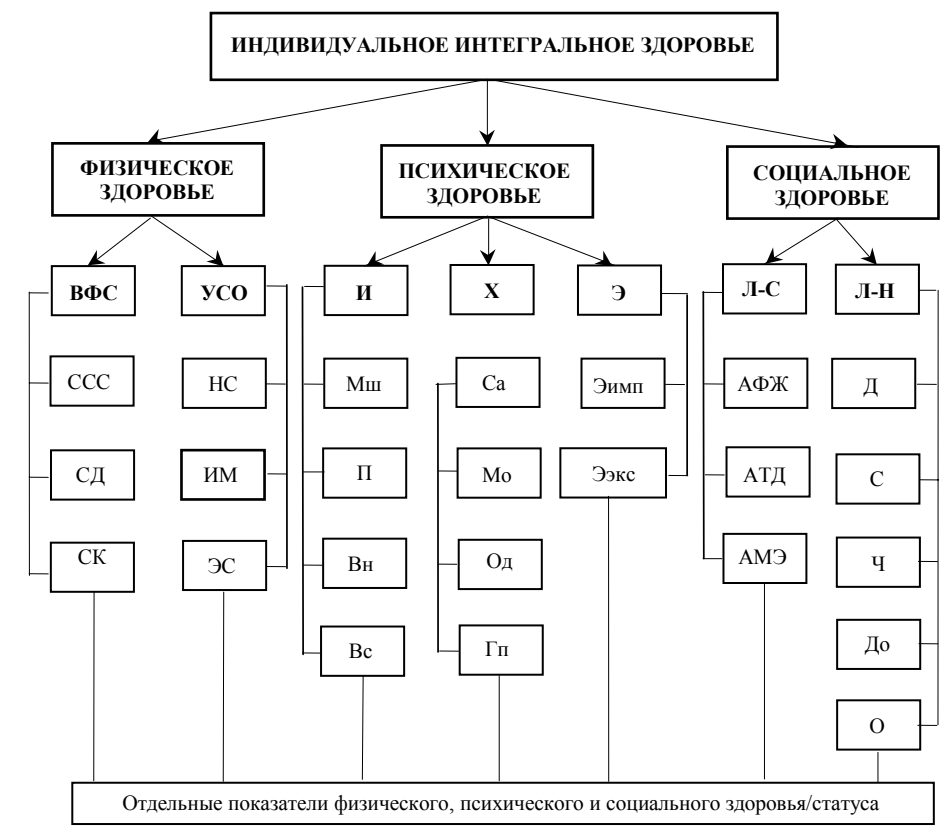 ИНДИВИДУАЛЬНОЕ ИНТЕГРАЛЬНОЕ ЗДОРОВЬЕ
ФИЗИЧЕСКОЕ
ЗДОРОВЬЕ
ПСИХИЧЕСКОЕ
ЗДОРОВЬЕ
СОЦИАЛЬНОЕ
ЗДОРОВЬЕ
ВФС
УСО
И
Х
Э
Л-С
Л-Н
ССС
НС
Мш
Са
Эимп
АФЖ
Д
СД
ИМ
П
Мо
Ээкс
АТД
С
СК
ЭС
Вн
Од
АМЭ
Ч
Вс
Гп
До
О
Отдельные показатели физического, психического и социального здоровья/статуса